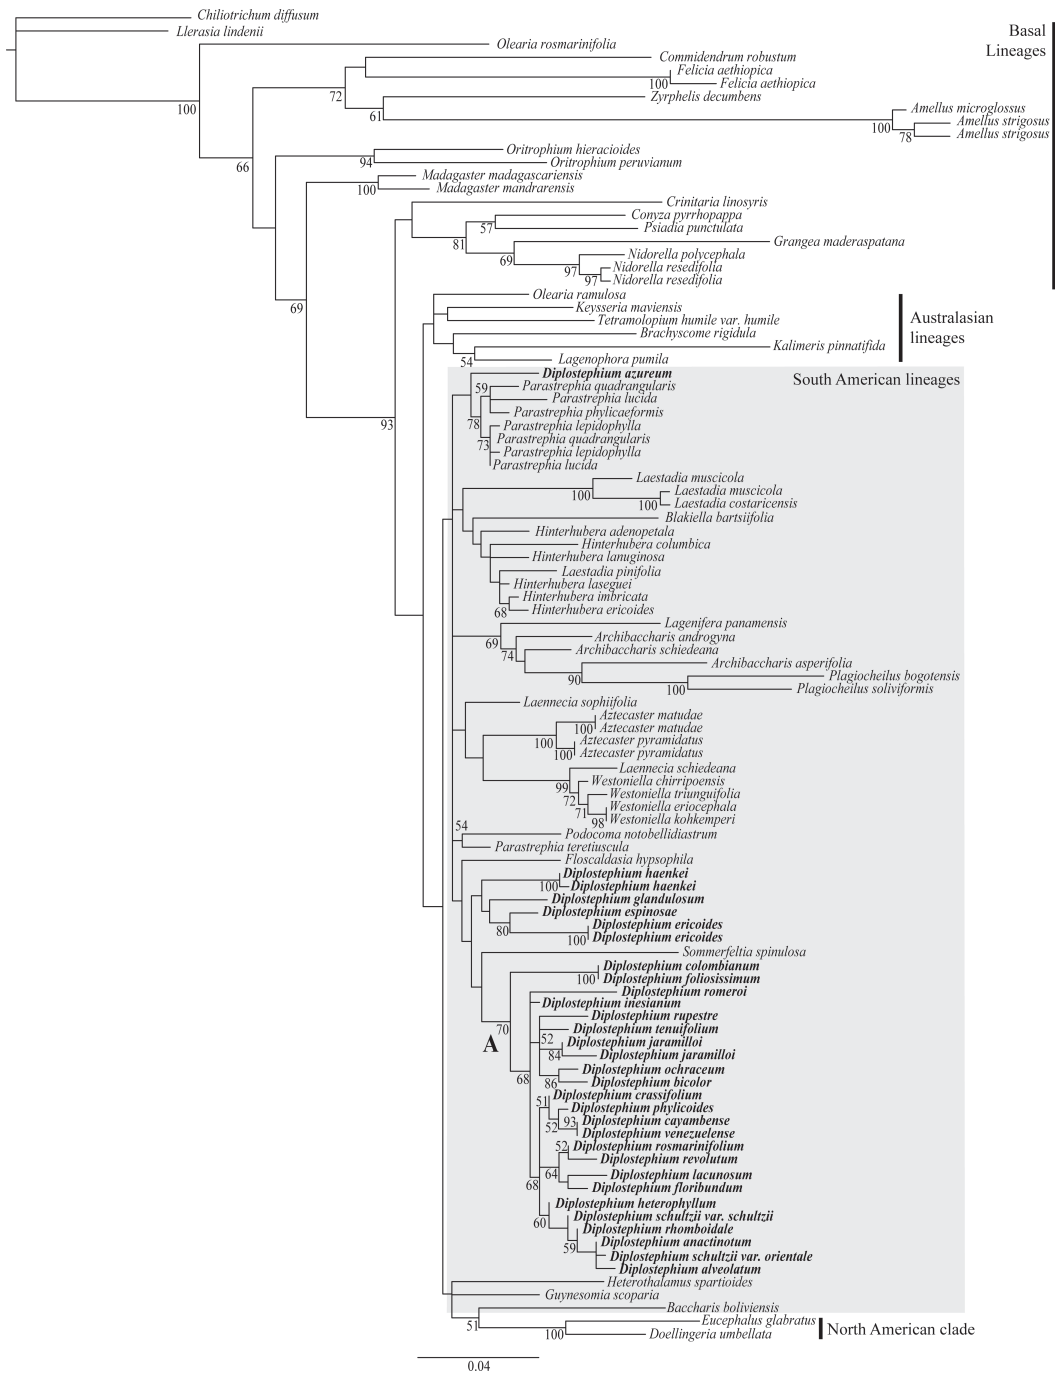 Chiliotrichum diffusum
Llerasia lindenii
Basal
Lineages
Olearia rosmarinifolia
Commidendrum robustum
Felicia aethiopica
100
Felicia aethiopica
72
Zyrphelis decumbens
100
Amellus microglossus
61
Amellus strigosus
100
78
Amellus strigosus
Oritrophium hieracioides
94
Oritrophium peruvianum
66
Madagaster madagascariensis
100
Madagaster mandrarensis
Crinitaria linosyris
Conyza pyrrhopappa
57
Psiadia punctulata
81
Grangea maderaspatana
69
Nidorella polycephala
97
Nidorella resedifolia
97
Nidorella resedifolia
Olearia ramulosa
69
Keysseria maviensis
Tetramolopium humile var. humile
Australasian
lineages
Brachyscome rigidula
Kalimeris pinnatifida
54
Lagenophora pumila
Diplostephium azureum
South American lineages
59
Parastrephia quadrangularis
Parastrephia lucida
Parastrephia phylicaeformis
93
78
Parastrephia lepidophylla
Parastrephia quadrangularis
73
Parastrephia lepidophylla
Parastrephia lucida
Laestadia muscicola
100
Laestadia muscicola
100
Laestadia costaricensis
Blakiella bartsiifolia
Hinterhubera adenopetala
Hinterhubera columbica
Hinterhubera lanuginosa
Laestadia pinifolia
Hinterhubera laseguei
Hinterhubera imbricata
68
Hinterhubera ericoides
Lagenifera panamensis
69
Archibaccharis androgyna
74
Archibaccharis schiedeana
Archibaccharis asperifolia
90
Plagiocheilus bogotensis
100
Plagiocheilus soliviformis
Laennecia sophiifolia
Aztecaster matudae
100
Aztecaster matudae
100
Aztecaster pyramidatus
100
Aztecaster pyramidatus
Laennecia schiedeana
99
Westoniella chirripoensis
72
Westoniella triunguifolia
71
Westoniella eriocephala
98
Westoniella kohkemperi
54
Podocoma notobellidiastrum
Parastrephia teretiuscula
Floscaldasia hypsophila
Diplostephium haenkei
100
Diplostephium haenkei
Diplostephium glandulosum
Diplostephium espinosae
80
Diplostephium ericoides
100
Diplostephium ericoides
Sommerfeltia spinulosa
Diplostephium colombianum
100
Diplostephium foliosissimum
Diplostephium romeroi
Diplostephium inesianum
70
Diplostephium rupestre
A
Diplostephium tenuifolium
52
Diplostephium jaramilloi
84
Diplostephium jaramilloi
Diplostephium ochraceum
68
86
Diplostephium bicolor
51
Diplostephium crassifolium
Diplostephium phylicoides
52
93
Diplostephium cayambense
Diplostephium venezuelense
52
Diplostephium rosmarinifolium
Diplostephium revolutum
64
Diplostephium lacunosum
68
Diplostephium floribundum
Diplostephium heterophyllum
60
Diplostephium schultzii var. schultzii
Diplostephium rhomboidale
59
Diplostephium anactinotum
Diplostephium schultzii var. orientale
Diplostephium alveolatum
Heterothalamus spartioides
Guynesomia scoparia
Baccharis boliviensis
51
Eucephalus glabratus
100
Doellingeria umbellata
North American clade
0.04